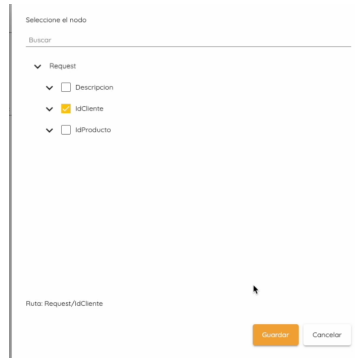 Seleccione el nodo
Buscar
Request
Descripcion
IdCliente
IdProducto
Ruta: Request/IdCliente
Guardar Cancelar